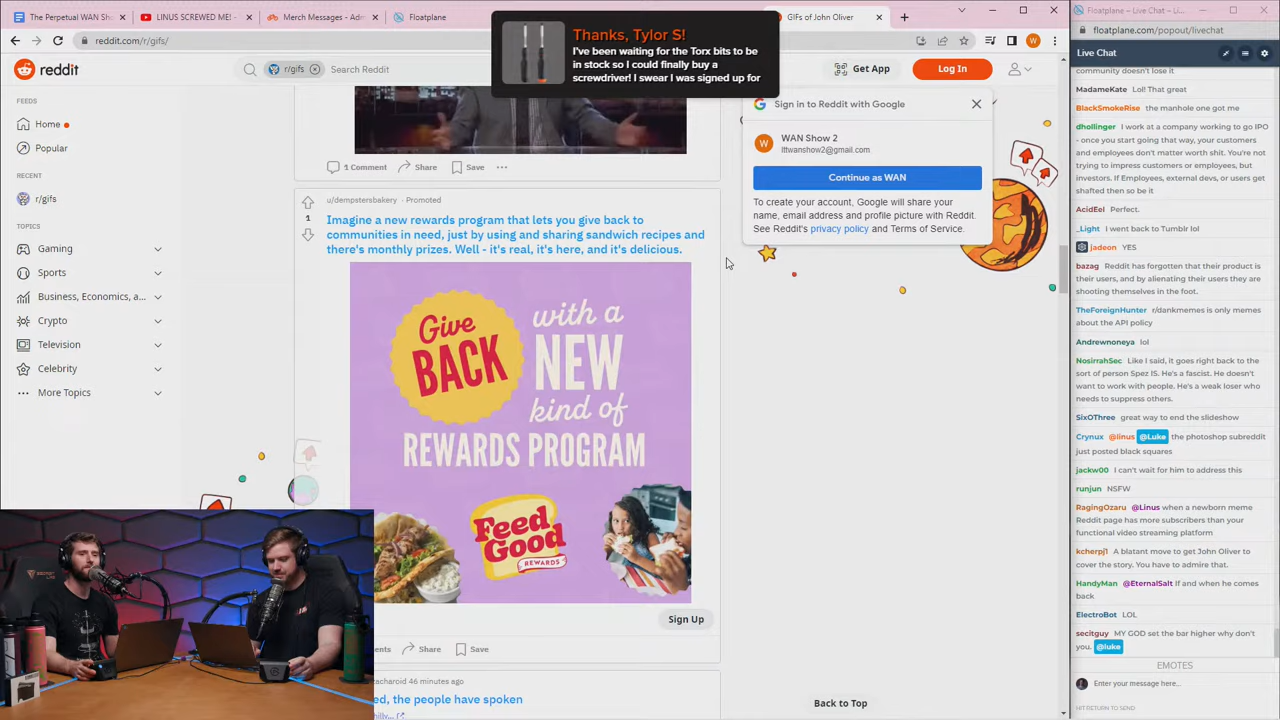 The Perpetual WAN Sh
LINUS SCREWED ME!
Merch Messages - Adm
Floatplane
GIFs of John Oliver
Floatplane – Live Chat – Pers
reddit.com/r/gifs/
floatplane.com/popout/livechat
Thanks, Tylor S!
I've been waiting for the Torx bits to be
in stock so I could finally buy a
screwdriver! I swear I was signed up for
reddit
r/gifs
Search Reddit
Get App
Log In
FEEDS
Home
Popular
RECENT
r/gifs
TOPICS
Gaming
Sports
Business, Economics, a...
Crypto
Television
Celebrity
More Topics
1 Comment
Share
Save
u/dempstersbakery • Promoted
1
Imagine a new rewards program that lets you give back to
communities in need, just by using and sharing sandwich recipes and
there's monthly prizes. Well - it's real, it's here, and it's delicious.
Give
BACK
with a
NEW
kind of
REWARDS PROGRAM
Feed
Good
REWARDS
Sign Up
ents
Share
Save
tacharoid 46 minutes ago
ed, the people have spoken
Sign in to Reddit with Google
W
WAN Show 2
lttwanshow2@gmail.com
Continue as WAN
To create your account, Google will share your
name, email address and profile picture with Reddit.
See Reddit's privacy policy and Terms of Service.
Back to Top
Live Chat
community doesn't lose it
MadameKate Lol! That great
BlackSmokeRise the manhole one got me
dhollinger I work at a company working to go IPO
- once you start going that way, your
customers and employees don't matter worth shit. You're not
trying to impress customers or employees, but
investors. If Employees, external devs, or users get
shafted then so be it
AcidEel Perfect.
_Light I went back to Tumblr lol
jadeon YES
bazag Reddit has forgotten that their product is
their users, and by alienating their users they are
shooting themselves in the foot.
TheForeignHunter r/dankmemes is only memes
about the API policy
Andrewnoneya lol
NosirrahSec Like I said, it goes right back to the
sort of person Spez IS. He's a fascist. He doesn't
want to work with people. He's a weak loser who
needs to suppress others.
SixOThree great way to end the slideshow
Crynux @linus @Luke the photoshop subreddit
just posted black squares
jackw00 I can't wait for him to address this
runjun NSFW
RagingOzaru @Linus when a newborn meme
Reddit page has more subscribers than your
functional video streaming platform
kcherpj1 A blatant move to get John Oliver to
cover the story. You have to admire that.
HandyMan @EternalSalt If and when he comes
back
ElectroBot LOL
secitguy MY GOD set the bar higher why don't
you. @luke
EMOTES
Enter your message here...
HIT RETURN TO SEND